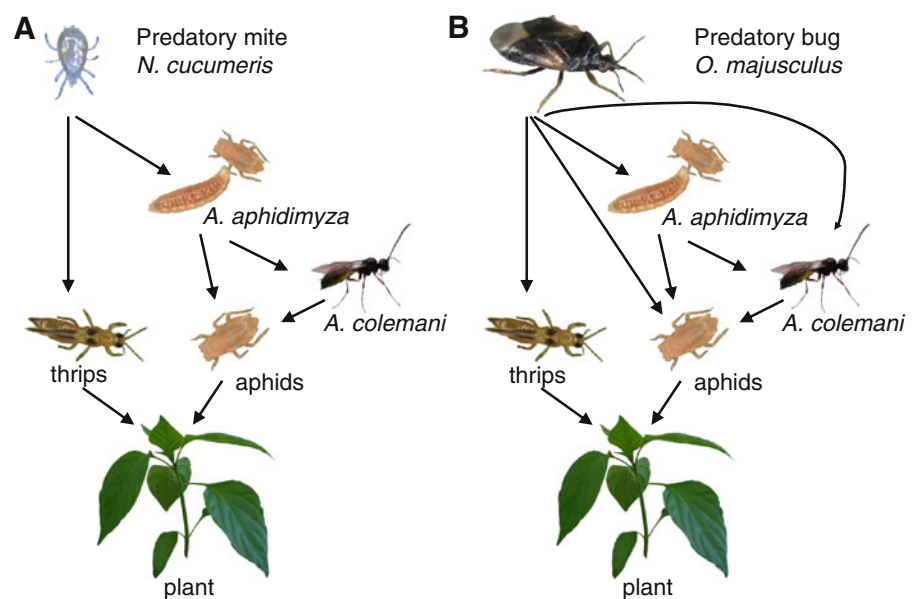 A
Predatory mite
N. cucumeris
A. aphidimyza
A. colemani
thrips
aphids
plant
B
Predatory bug
O. majusculus
A. aphidimyza
A. colemani
thrips
aphids
plant